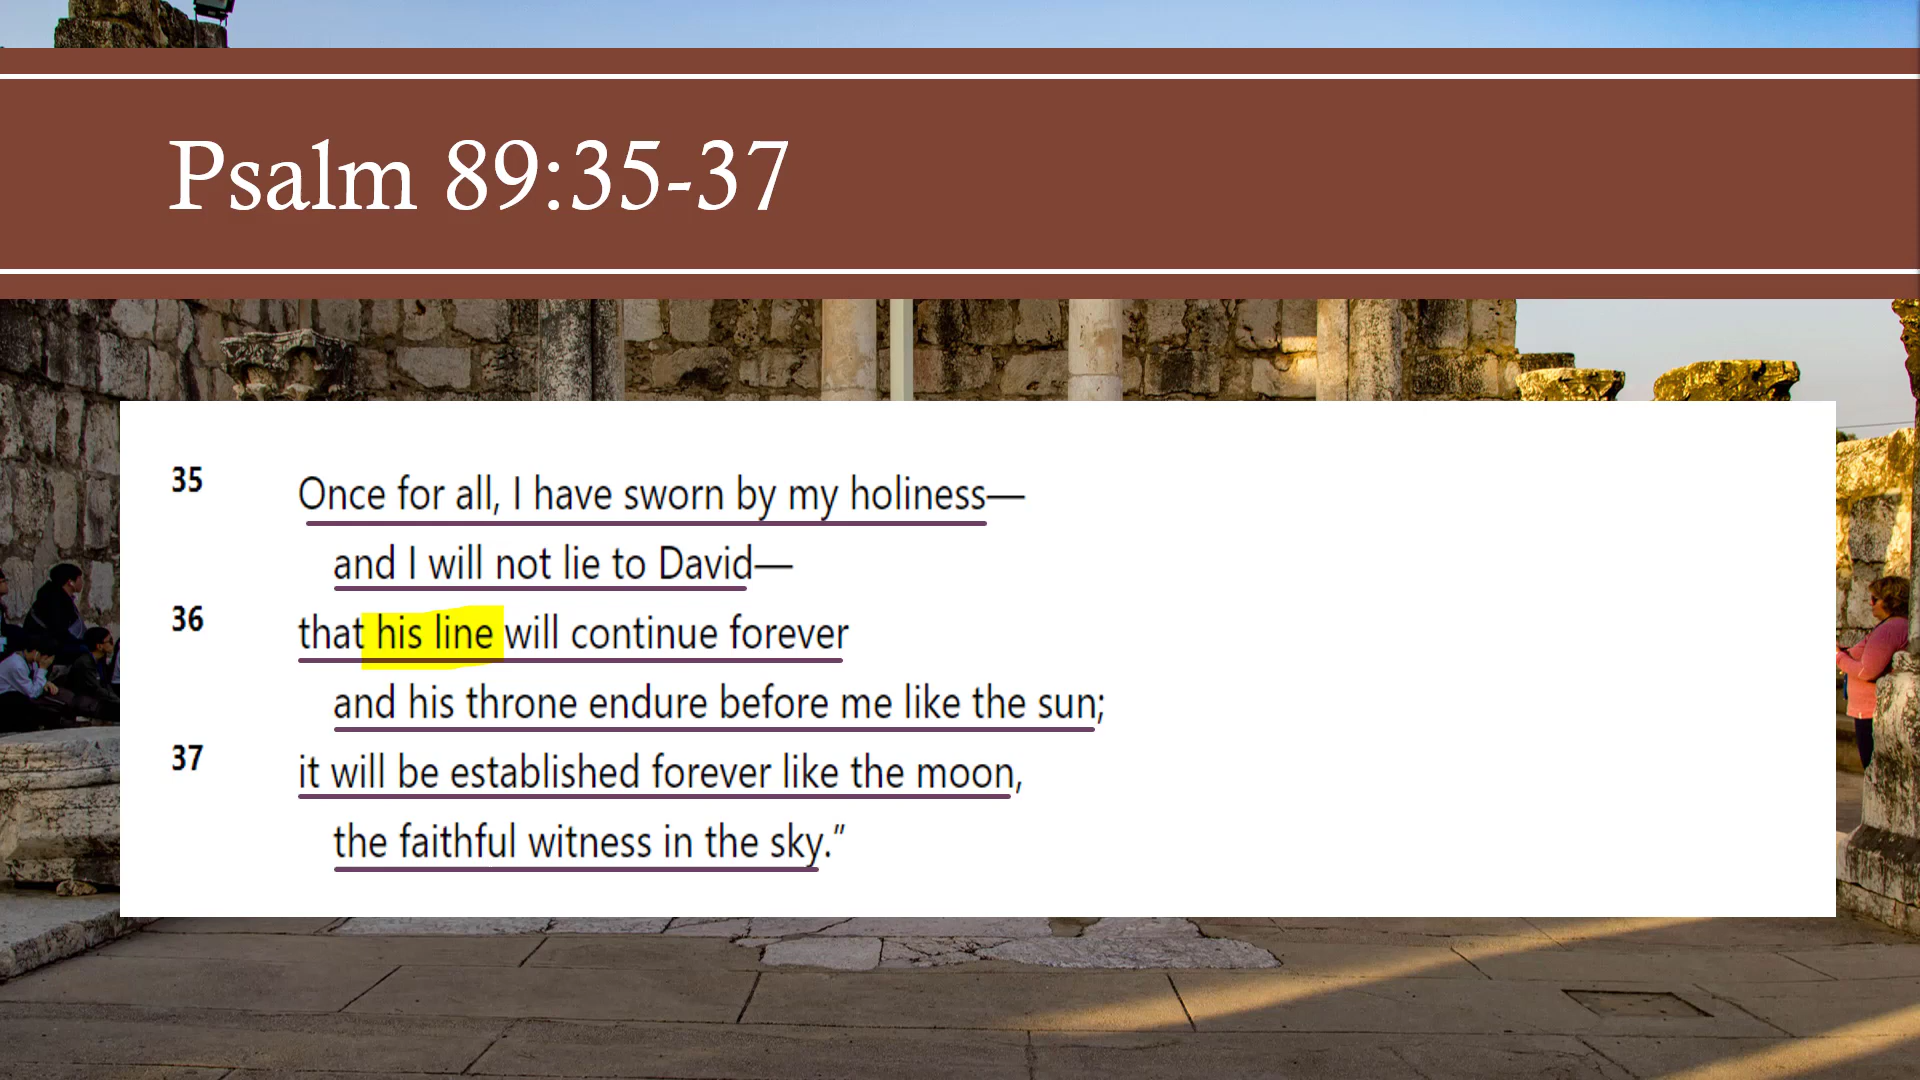 Psalm 89:35-37
35 Once for all, I have sworn by my holiness—
and I will not lie to David—
36 that his line will continue forever
and his throne endure before me like the sun;
37 it will be established forever like the moon,
the faithful witness in the sky.”